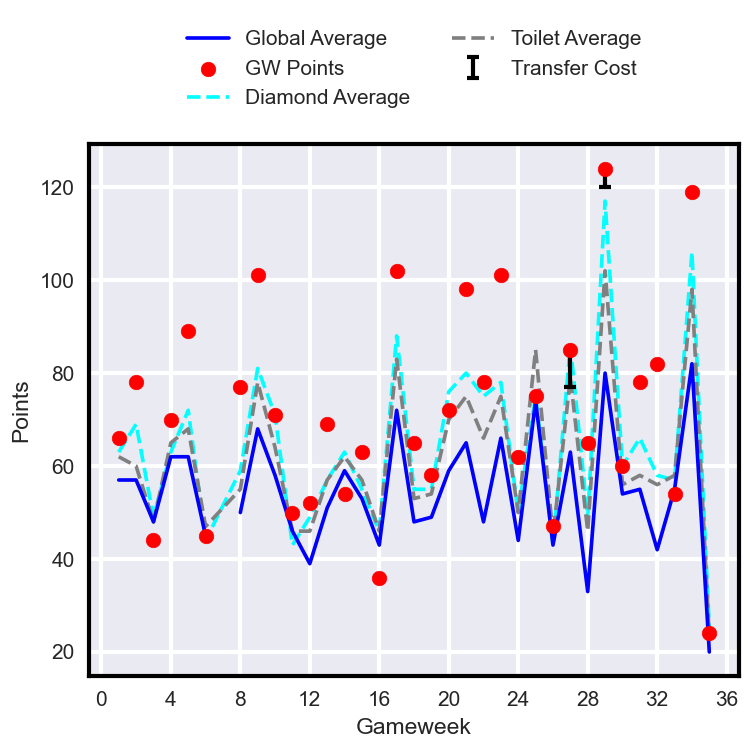 Global Average
GW Points
Diamond Average
Toilet Average
Transfer Cost
Points
120
100
80
60
40
20
0 4 8 12 16 20 24 28 32 36
Gameweek